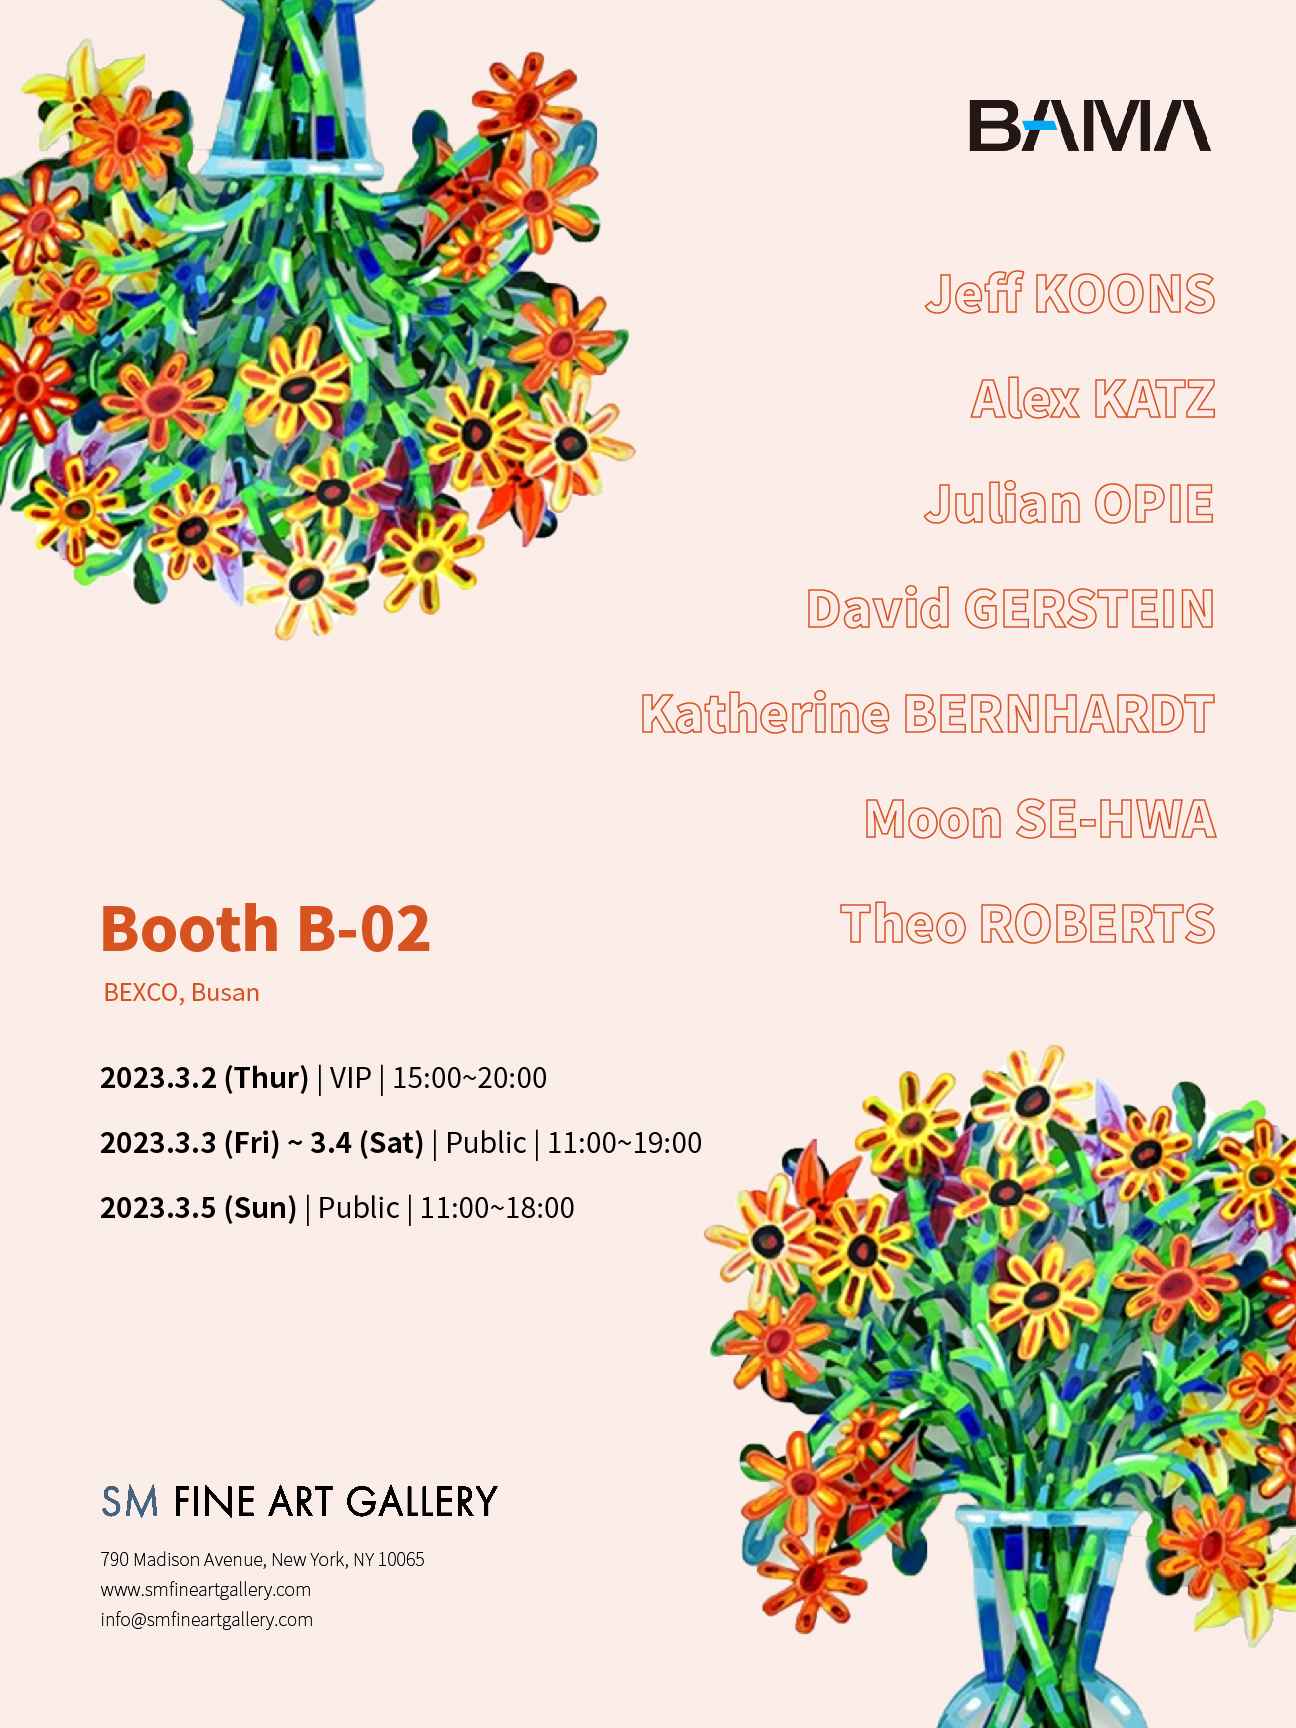 BAMA
Jeff KOONS
Alex KATZ
Julian OPIE
David GERSTEIN
Katherine BERNHARDT
Moon SE-HWA
Theo ROBERTS
Booth B-02
BEXCO, Busan
2023.3.2 (Thur) | VIP | 15:00~20:00
2023.3.3 (Fri) ~ 3.4 (Sat) | Public | 11:00~19:00
2023.3.5 (Sun) | Public | 11:00~18:00
SM FINE ART GALLERY
790 Madison Avenue, New York, NY 10065
www.smfineartgallery.com
info@smfineartgallery.com